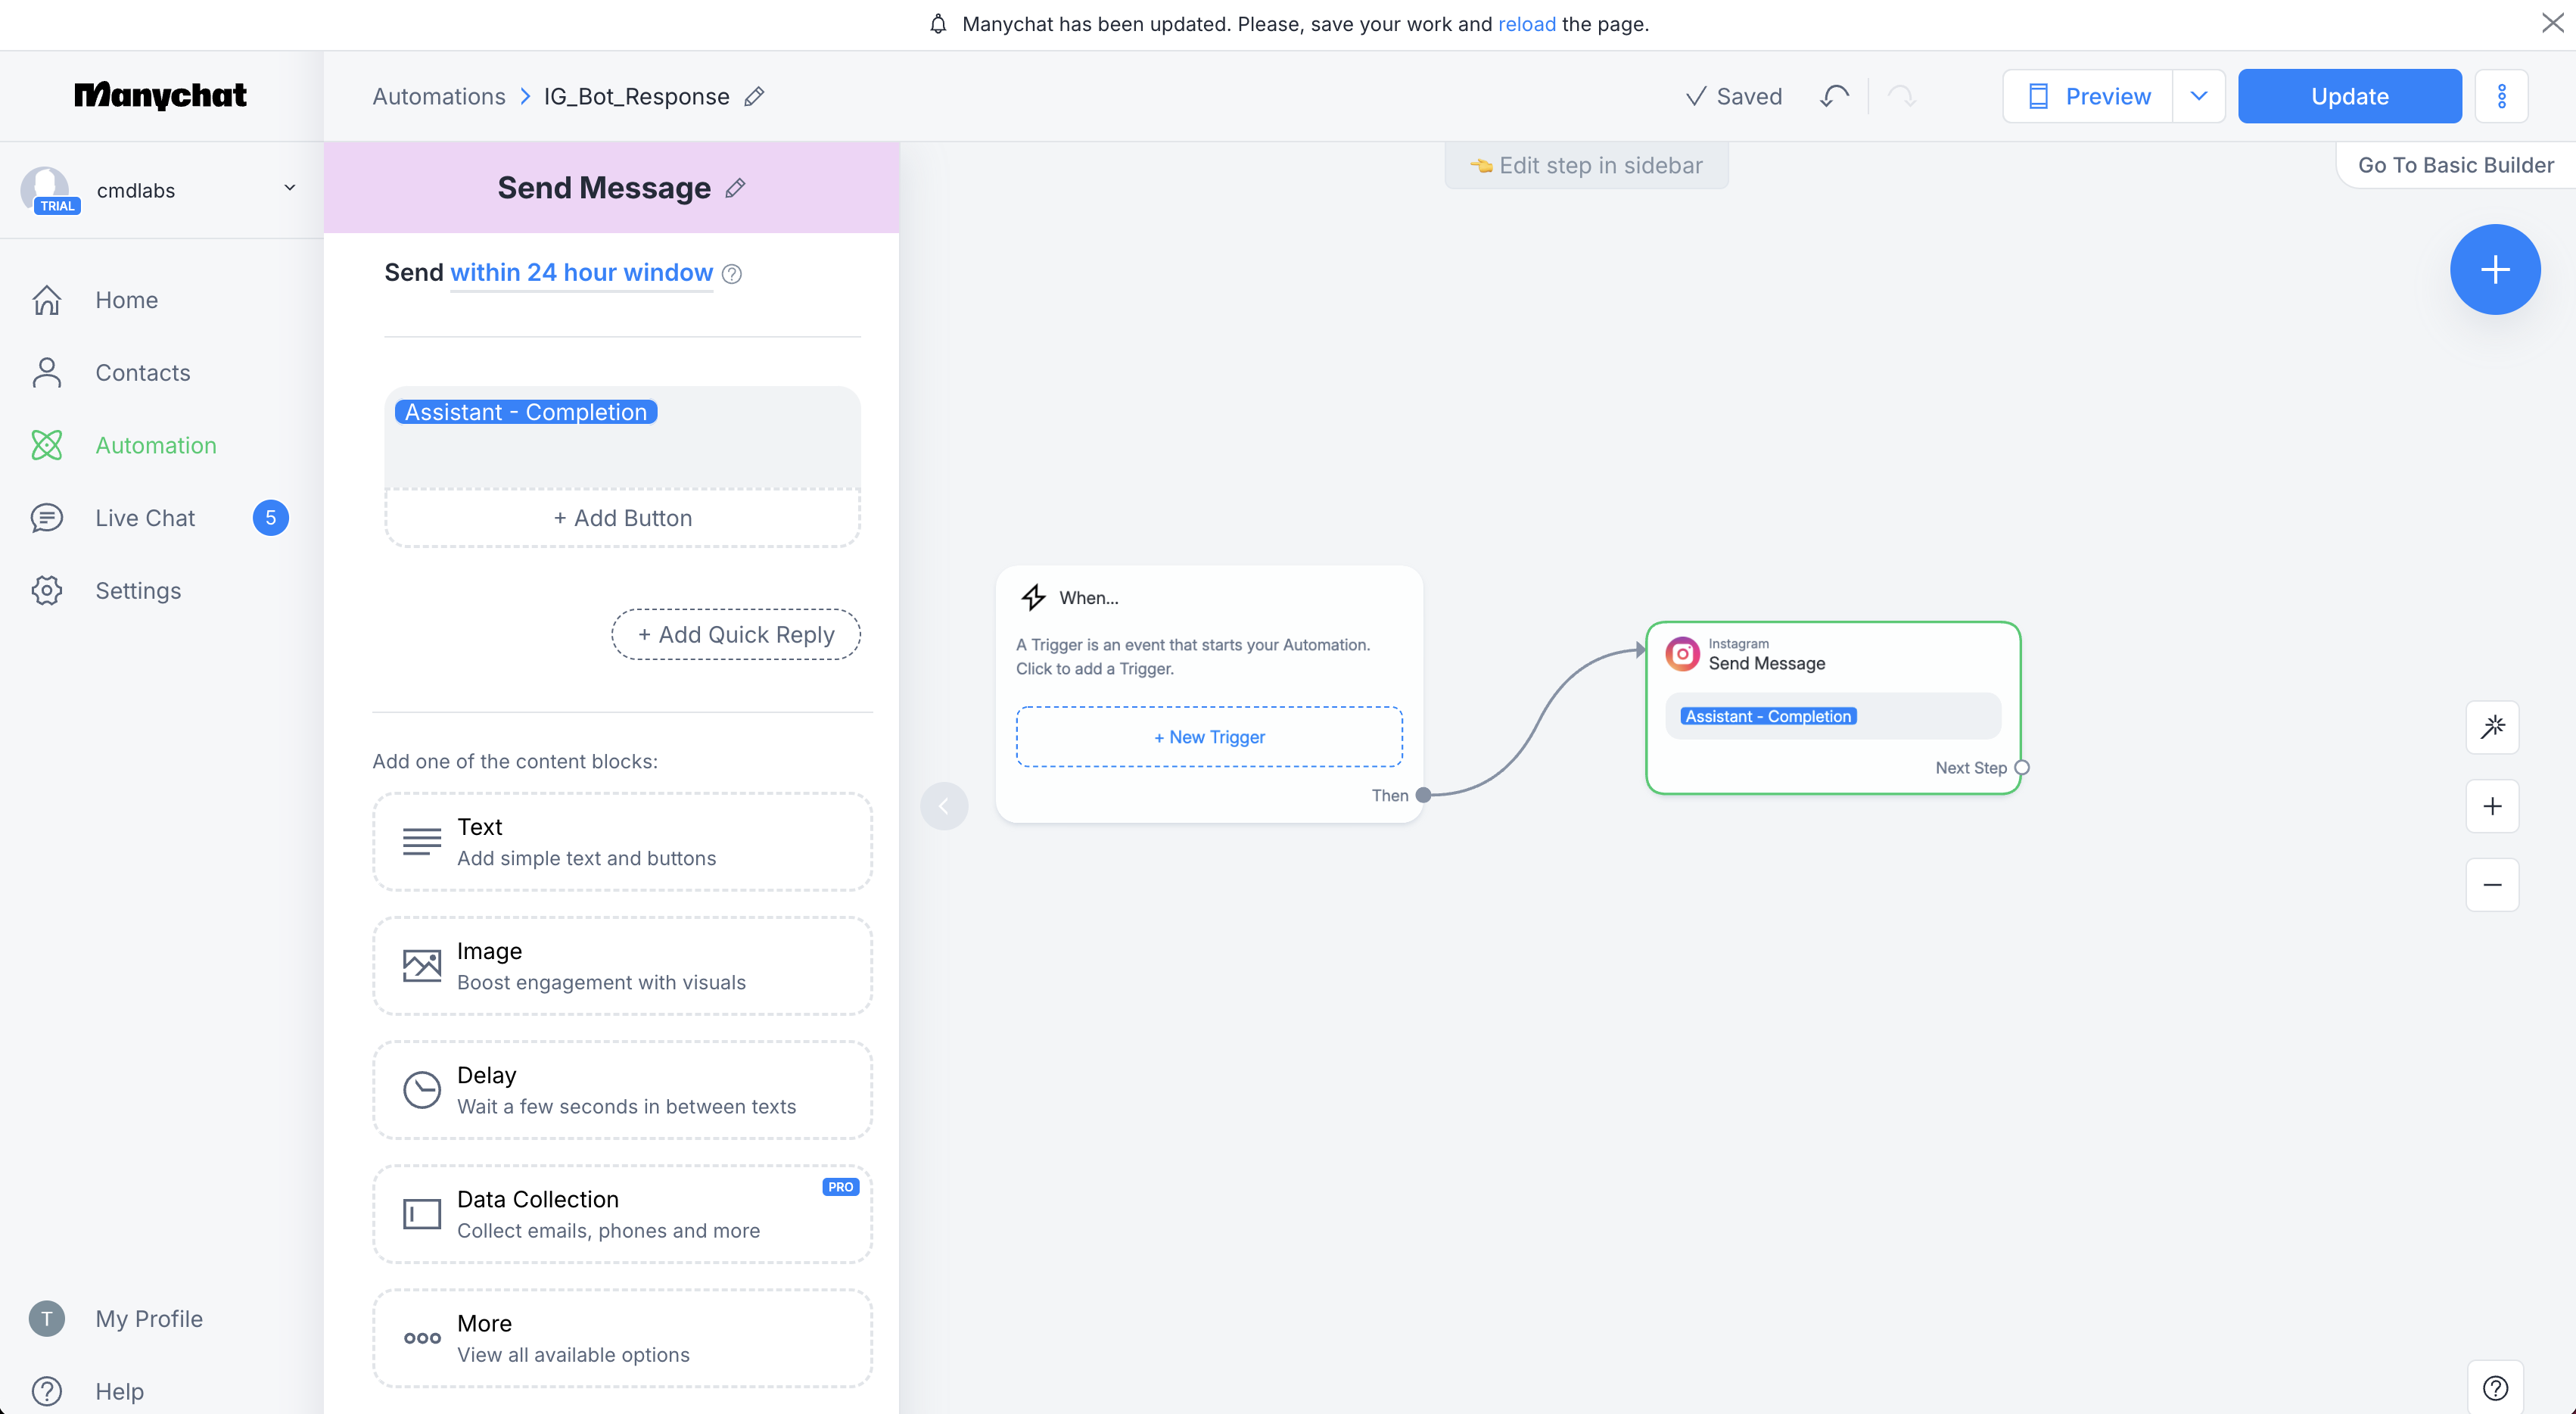 Manychat has been updated. Please, save your work and reload the page.
Manychat
Automations > IG_Bot_Response
Saved
Preview
Update
cmdlabs
TRIAL
Home
Contacts
Automation
Live Chat 5
Settings
T My Profile
Help
Send Message
Send within 24 hour window
Assistant - Completion
+ Add Button
+ Add Quick Reply
Add one of the content blocks:
Text
Add simple text and buttons
Image
Boost engagement with visuals
Delay
Wait a few seconds in between texts
Data Collection
PRO
Collect emails, phones and more
More
View all available options
👈 Edit step in sidebar
Go To Basic Builder
When...
A Trigger is an event that starts your Automation.
Click to add a Trigger.
+ New Trigger
Then
Instagram
Send Message
Assistant - Completion
Next Step